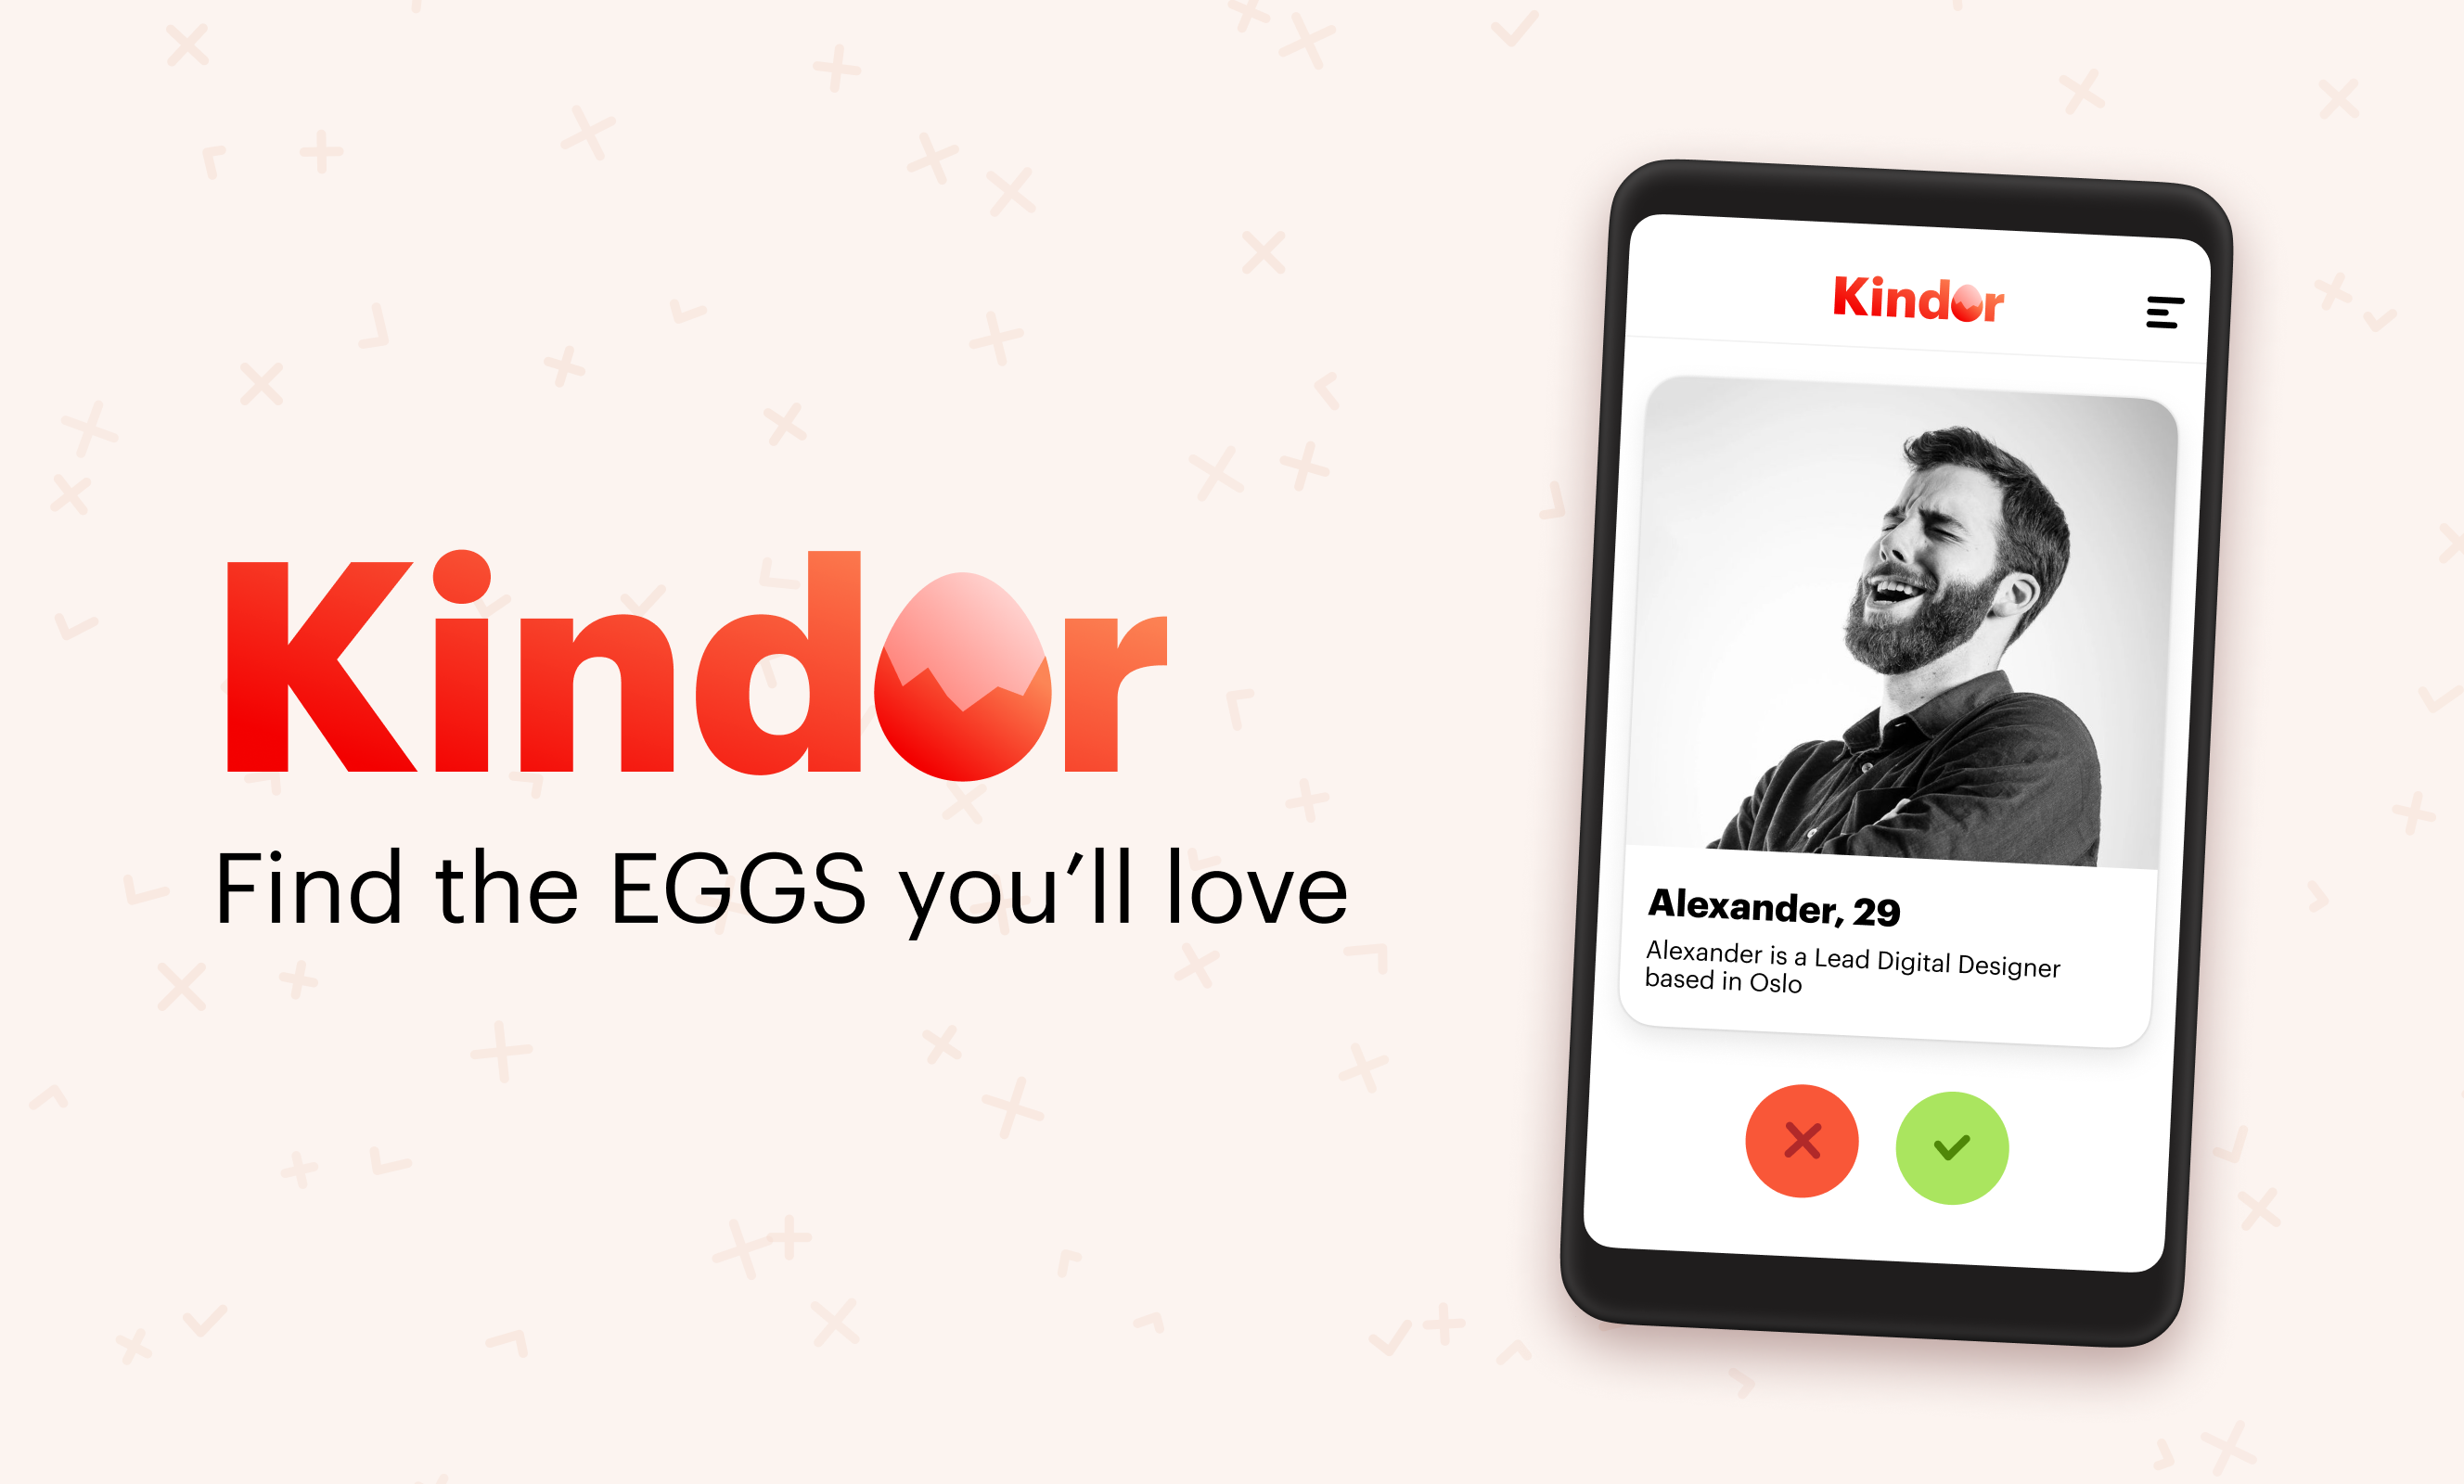 Kindor
Find the EGGS you’ll love
Kindor
Alexander, 29
Alexander is a Lead Digital Designer
based in Oslo